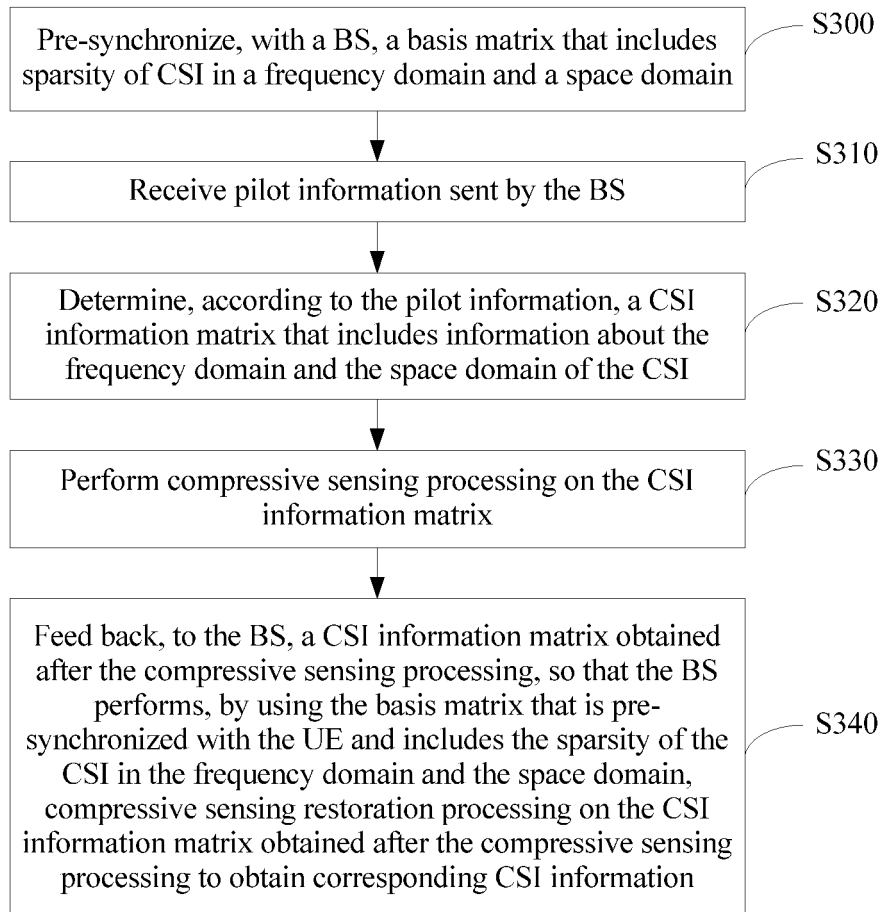 Pre-synchronize, with a BS, a basis matrix that includes
sparsity of CSI in a frequency domain and a space domain
S300
Receive pilot information sent by the BS
S310
Determine, according to the pilot information, a CSI
information matrix that includes information about the
frequency domain and the space domain of the CSI
S320
Perform compressive sensing processing on the CSI
information matrix
S330
Feed back, to the BS, a CSI information matrix obtained
after the compressive sensing processing, so that the BS
performs, by using the basis matrix that is pre-
synchronized with the UE and includes the sparsity of the
CSI in the frequency domain and the space domain,
compressive sensing restoration processing on the CSI
information matrix obtained after the compressive sensing
processing to obtain corresponding CSI information
S340